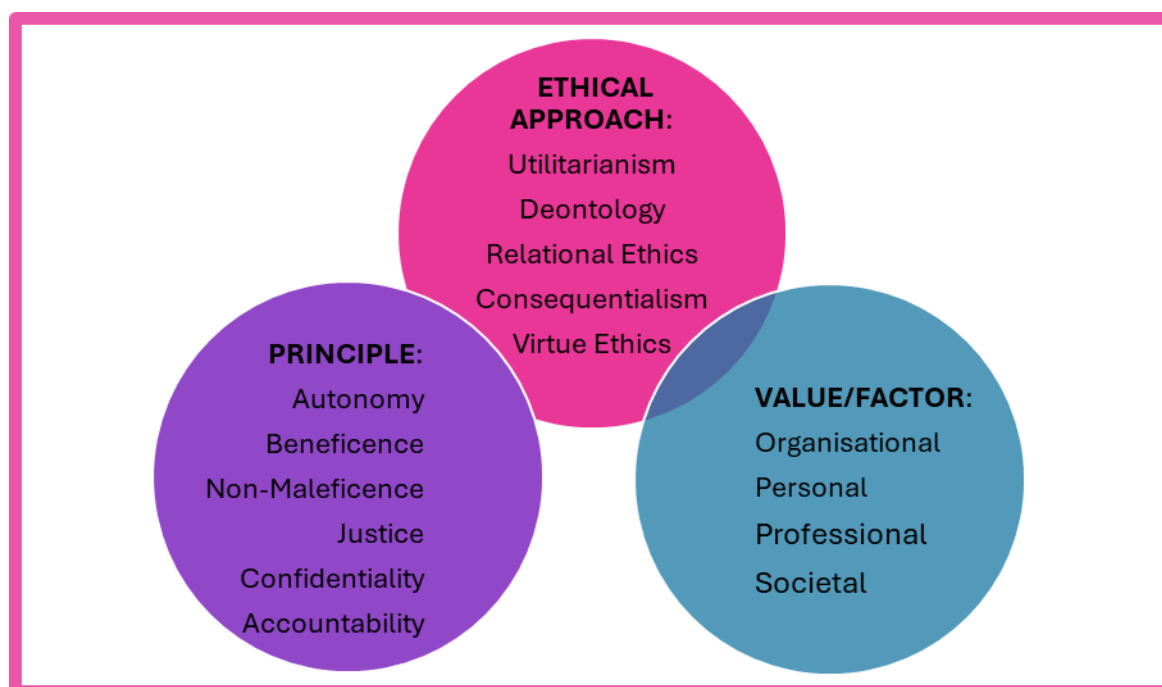 ETHICAL
APPROACH:
Utilitarianism
Deontology
Relational Ethics
Consequentialism
Virtue Ethics
PRINCIPLE:
Autonomy
Beneficence
Non-Maleficence
Justice
Confidentiality
Accountability
VALUE/FACTOR:
Organisational
Personal
Professional
Societal